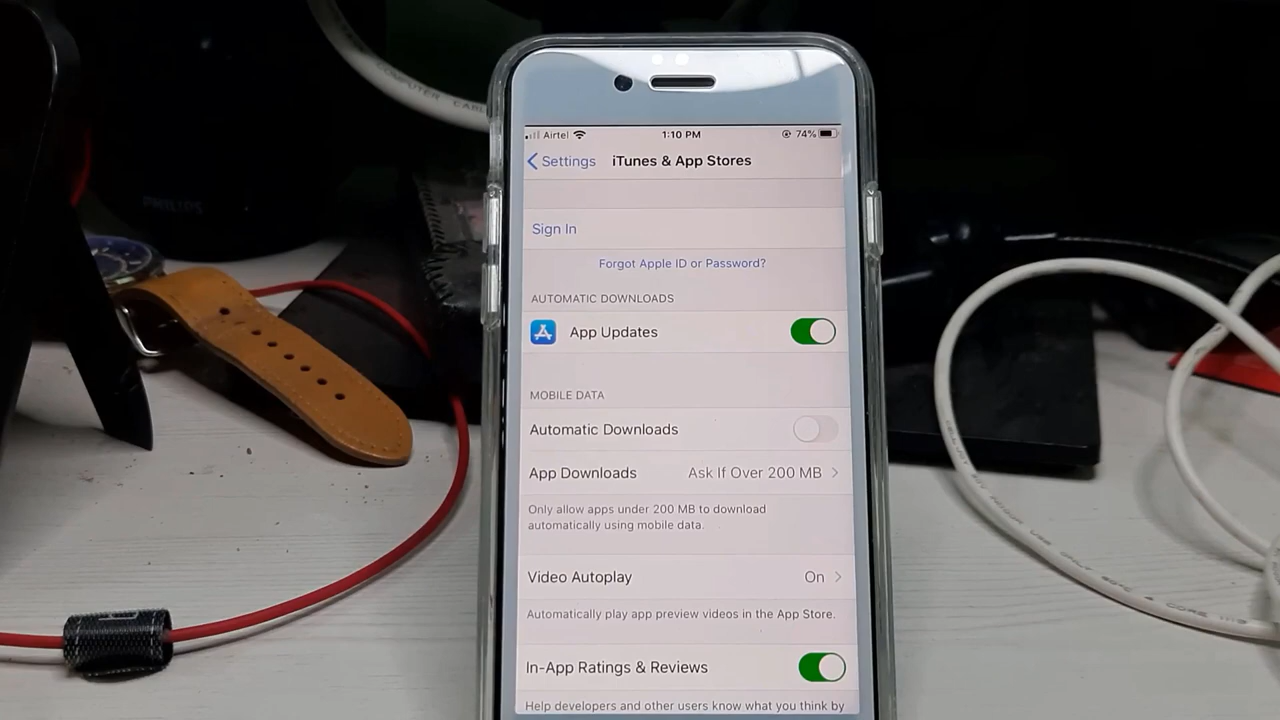 COMPUTER CABL
PHILIPS
Airtel 1:10 PM 74%
Settings iTunes & App Stores
Sign In
Forgot Apple ID or Password?
AUTOMATIC DOWNLOADS
App Updates
MOBILE DATA
Automatic Downloads
App Downloads Ask If Over 200 MB
Only allow apps under 200 MB to download
automatically using mobile data.
Video Autoplay On
Automatically play app preview videos in the App Store.
In-App Ratings & Reviews
Help developers and other users know what you think by